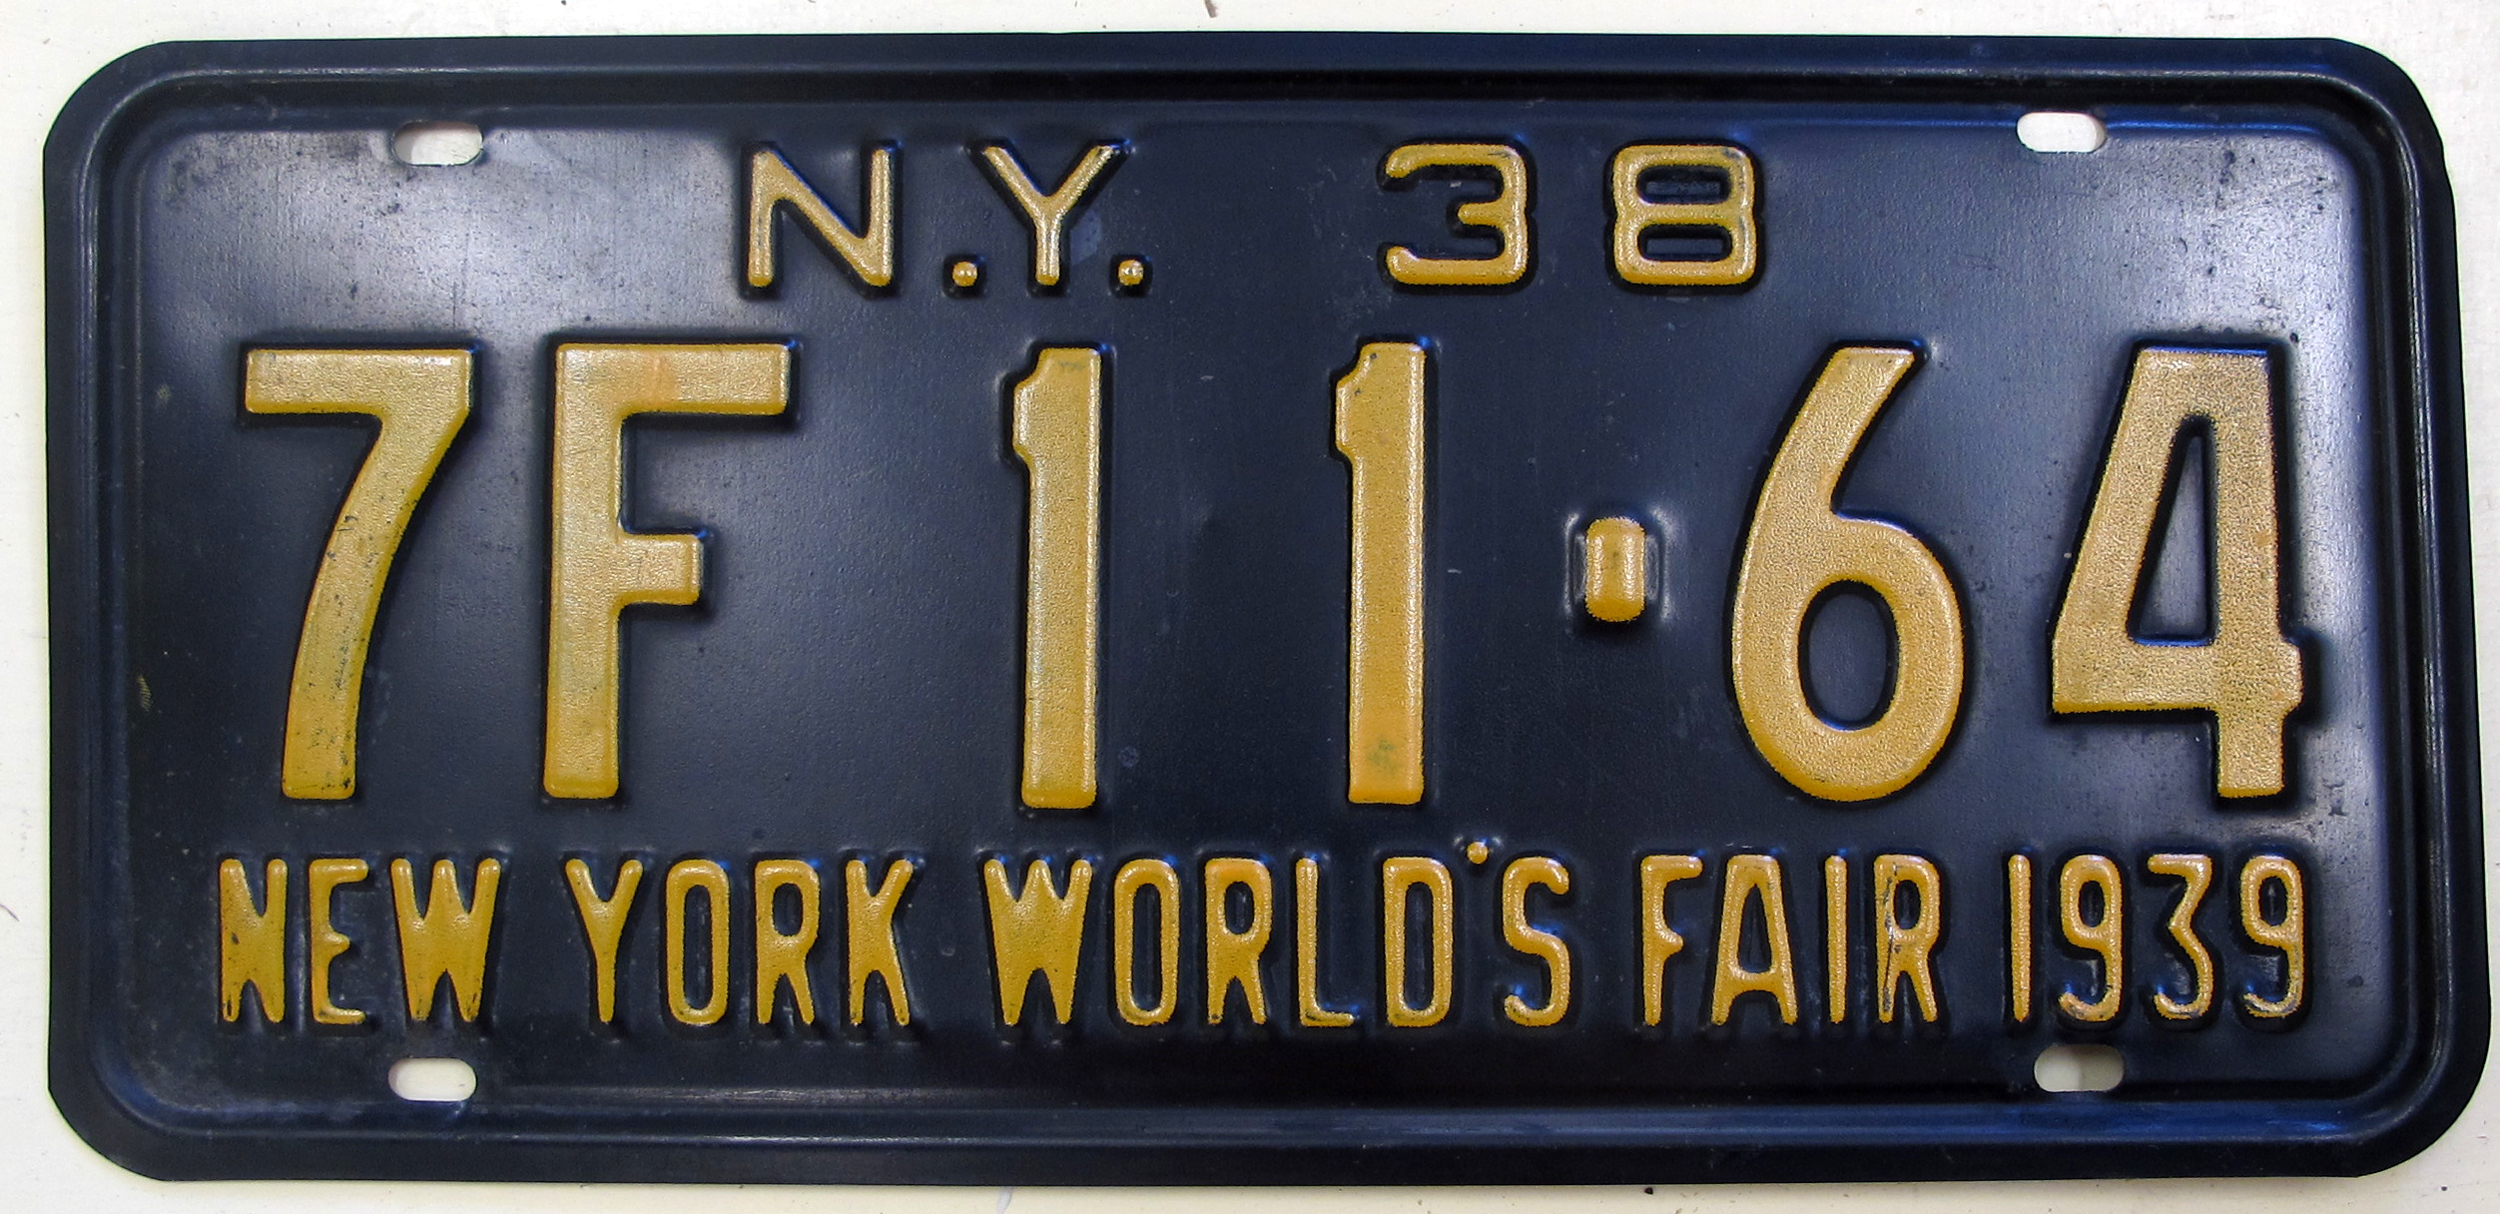 N.Y. 38
7F 11·64
NEW YORK WORLD'S FAIR 1939